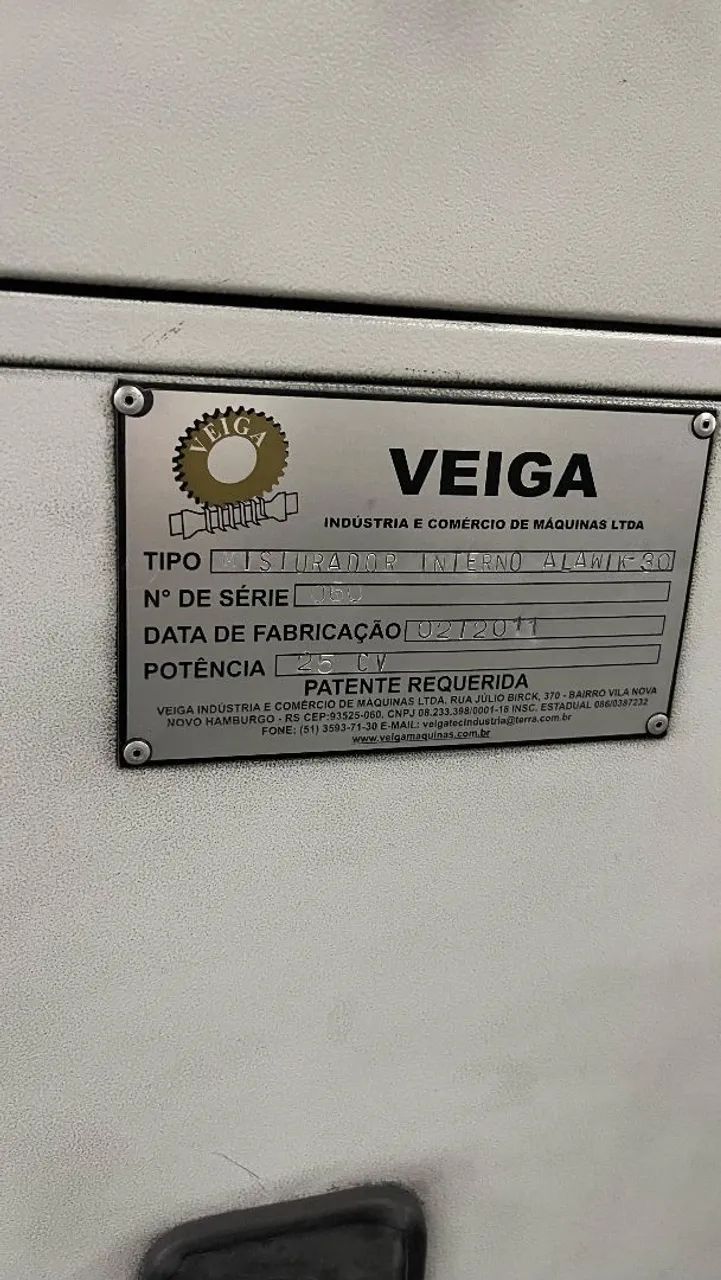 VEIGA
VEIGA
INDÚSTRIA E COMÉRCIO DE MÁQUINAS LTDA
TIPO MISTURADOR INTERNO ALAWIK-30
N° DE SÉRIE 060
DATA DE FABRICAÇÃO 02/2011
POTÊNCIA 25 CV
PATENTE REQUERIDA
VEIGA INDÚSTRIA E COMÉRCIO DE MÁQUINAS LTDA. RUA JÚLIO BIRCK, 370 - BAIRRO VILA NOVA
NOVO HAMBURGO - RS CEP:93525-060. CNPJ 08.233.398/0001-18 INSC. ESTADUAL 086/0387232
FONE: (51) 3593-71-30 E-MAIL: veigatecindustria@terra.com.br
www.veigamaquinas.com.br